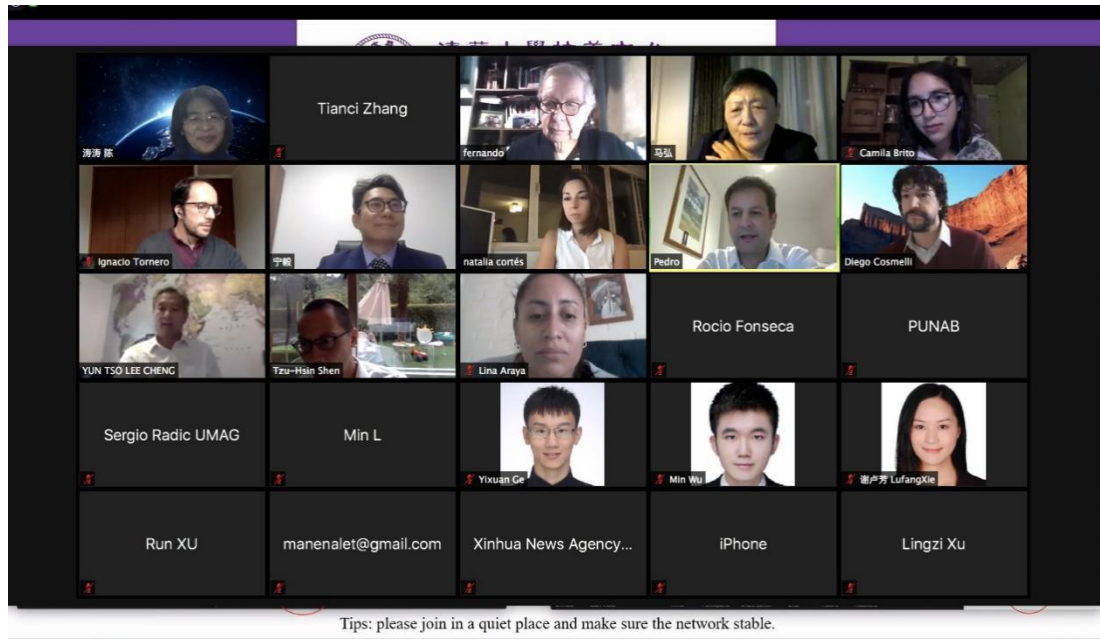 涛涛 陈
Tianci Zhang
fernando
马弘
Camila Brito
Ignacio Tornero
宁毅
natalia cortés
Pedro
Diego Cosmelli
YUN TSO LEE CHENG
Tzu-Hsin Shen
Lina Araya
Rocio Fonseca
PUNAB
Sergio Radic UMAG
Min L
Yixuan Ge
Min Wu
谢卢芳 LufangXie
Run XU
manenalet@gmail.com
Xinhua News Agency...
iPhone
Lingzi Xu
Tips: please join in a quiet place and make sure the network stable.